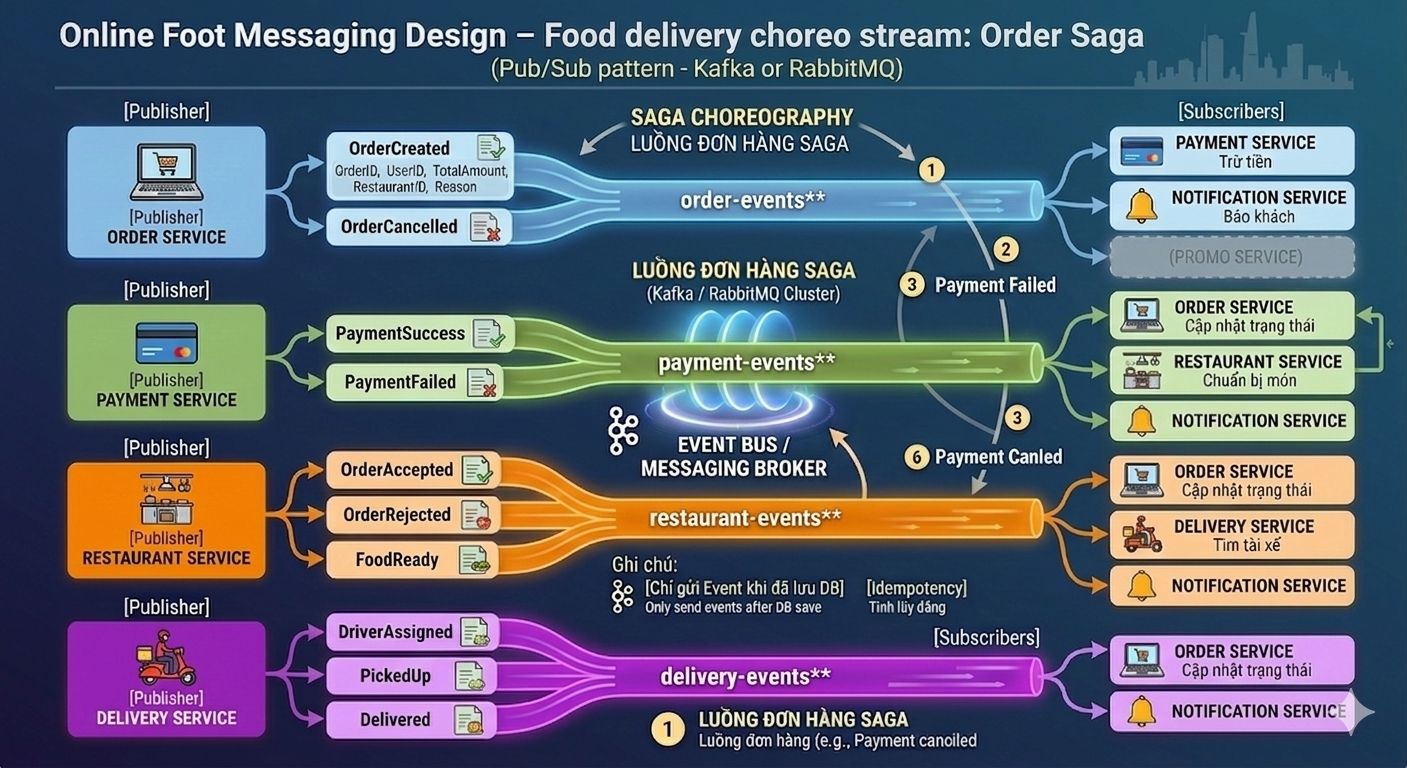 Online Foot Messaging Design – Food delivery choreo stream: Order Saga
(Pub/Sub pattern - Kafka or RabbitMQ)
[Publisher]
[Publisher]
ORDER SERVICE
OrderCreated
OrderID, UserID, TotalAmount,
Restaurant/D, Reason
OrderCancelled
SAGA CHOREOGRAPHY
LUỒNG ĐƠN HÀNG SAGA
1
order-events**
[Subscribers]
PAYMENT SERVICE
Trừ tiền
NOTIFICATION SERVICE
Báo khách
(PROMO SERVICE)
2
3 Payment Failed
[Publisher]
[Publisher]
PAYMENT SERVICE
PaymentSuccess
PaymentFailed
LUỒNG ĐƠN HÀNG SAGA
(Kafka / RabbitMQ Cluster)
payment-events**
EVENT BUS /
MESSAGING BROKER
3
6 Payment Canled
ORDER SERVICE
Cập nhật trạng thái
RESTAURANT SERVICE
Chuẩn bị món
NOTIFICATION SERVICE
[Publisher]
[Publisher]
RESTAURANT SERVICE
OrderAccepted
OrderRejected
FoodReady
restaurant-events**
ORDER SERVICE
Cập nhật trạng thái
DELIVERY SERVICE
Tìm tài xế
NOTIFICATION SERVICE
Ghi chú:
[Chí gửi Event khi đã lưu DB]
Only send events after DB save
[Idempotency]
Tinh lũy đẳng
[Publisher]
[Publisher]
DELIVERY SERVICE
DriverAssigned
PickedUp
Delivered
delivery-events**
[Subscribers]
ORDER SERVICE
Cập nhật trạng thái
NOTIFICATION SERVICE
1
LUỒNG ĐƠN HÀNG SAGA
Luồng đơn hàng (e.g., Payment canoiled